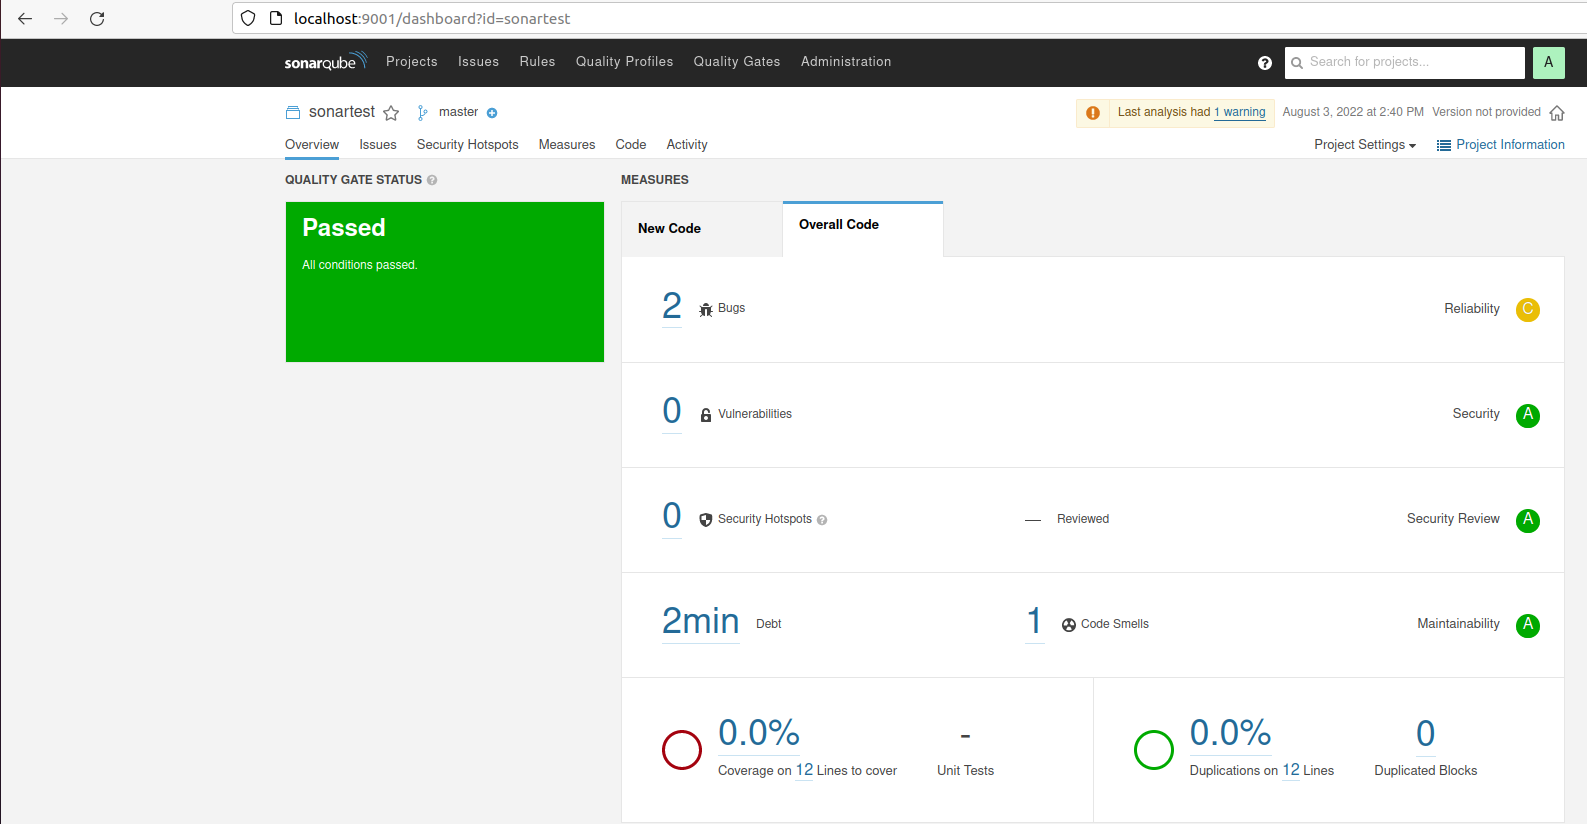 localhost:9001/dashboard?id=sonartest
sonarqube Projects Issues Rules Quality Profiles Quality Gates Administration ? Search for projects... A
sonartest master Last analysis had 1 warning August 3, 2022 at 2:40 PM Version not provided
Overview Issues Security Hotspots Measures Code Activity Project Settings Project Information
QUALITY GATE STATUS ?
Passed
All conditions passed.
MEASURES
New Code Overall Code
2 Bugs Reliability C
0 Vulnerabilities Security A
0 Security Hotspots ? — Reviewed Security Review A
2min Debt 1 Code Smells Maintainability A
0.0% -
Coverage on 12 Lines to cover Unit Tests
0.0% 0
Duplications on 12 Lines Duplicated Blocks